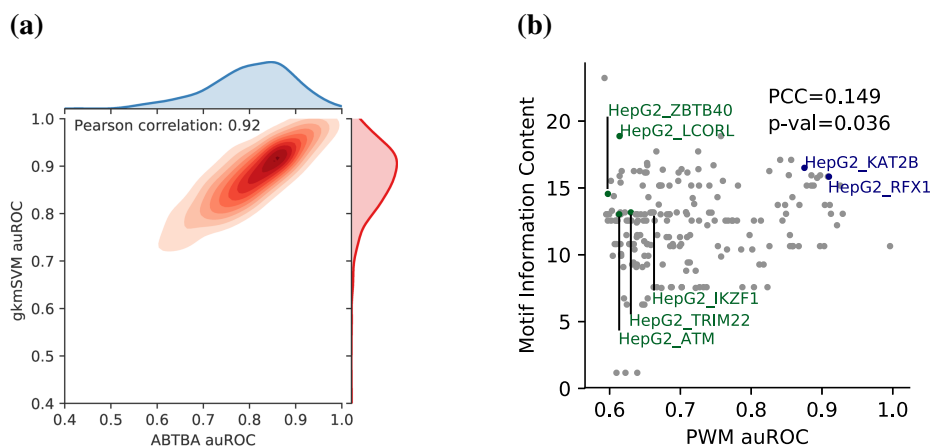 (a)
Pearson correlation: 0.92
gkmSVM auROC
1.0
0.9
0.8
0.7
0.6
0.5
0.4
0.4 0.5 0.6 0.7 0.8 0.9 1.0
ABTBA auROC
(b)
PCC=0.149
p-val=0.036
HepG2_ZBTB40
HepG2_LCORL
HepG2_KAT2B
HepG2_RFX1
HepG2_IKZF1
HepG2_TRIM22
HepG2_ATM
Motif Information Content
20
15
10
5
0
0.6 0.7 0.8 0.9 1.0
PWM auROC